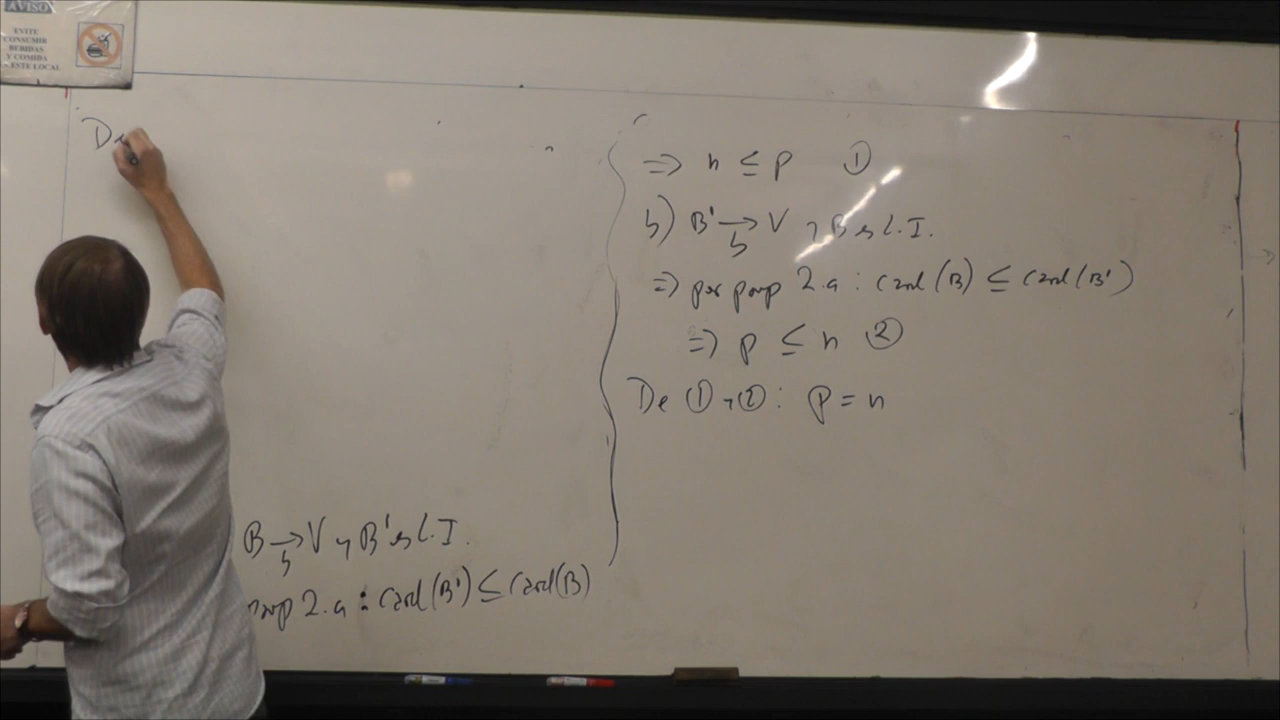 AVISO
EVITE
CONSUMIR
BEBIDAS
Y COMIDA
ESTE LOCAL
De
B →g V y B' es L.I.
prop 2.a : Card(B') ≤ Card(B)
⇒ n ≤ p ①
b) B' →g V y B es L.I.
⇒ por prop 2.a : Card(B) ≤ Card(B')
⇒ p ≤ n ②
De ① y ② : p = n